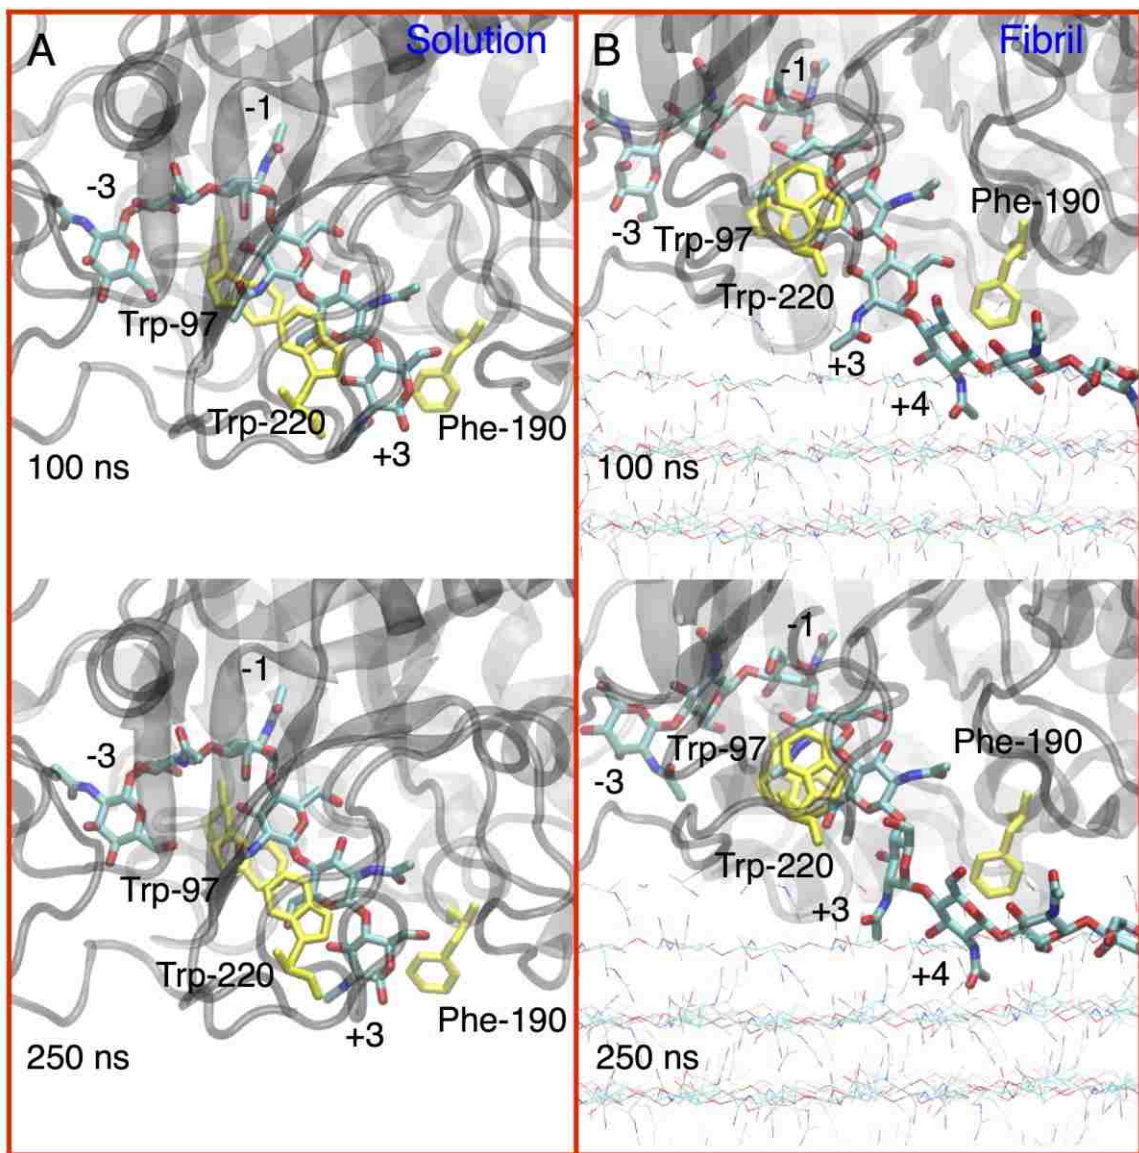 A
Solution
-1
-3
Trp-97
Trp-220
Phe-190
+3
100 ns
-1
-3
Trp-97
Trp-220
Phe-190
+3
250 ns
B
Fibril
-1
Phe-190
-3
Trp-97
Trp-220
+3
+4
100 ns
-1
Trp-97
Phe-190
-3
Trp-220
+3
+4
250 ns